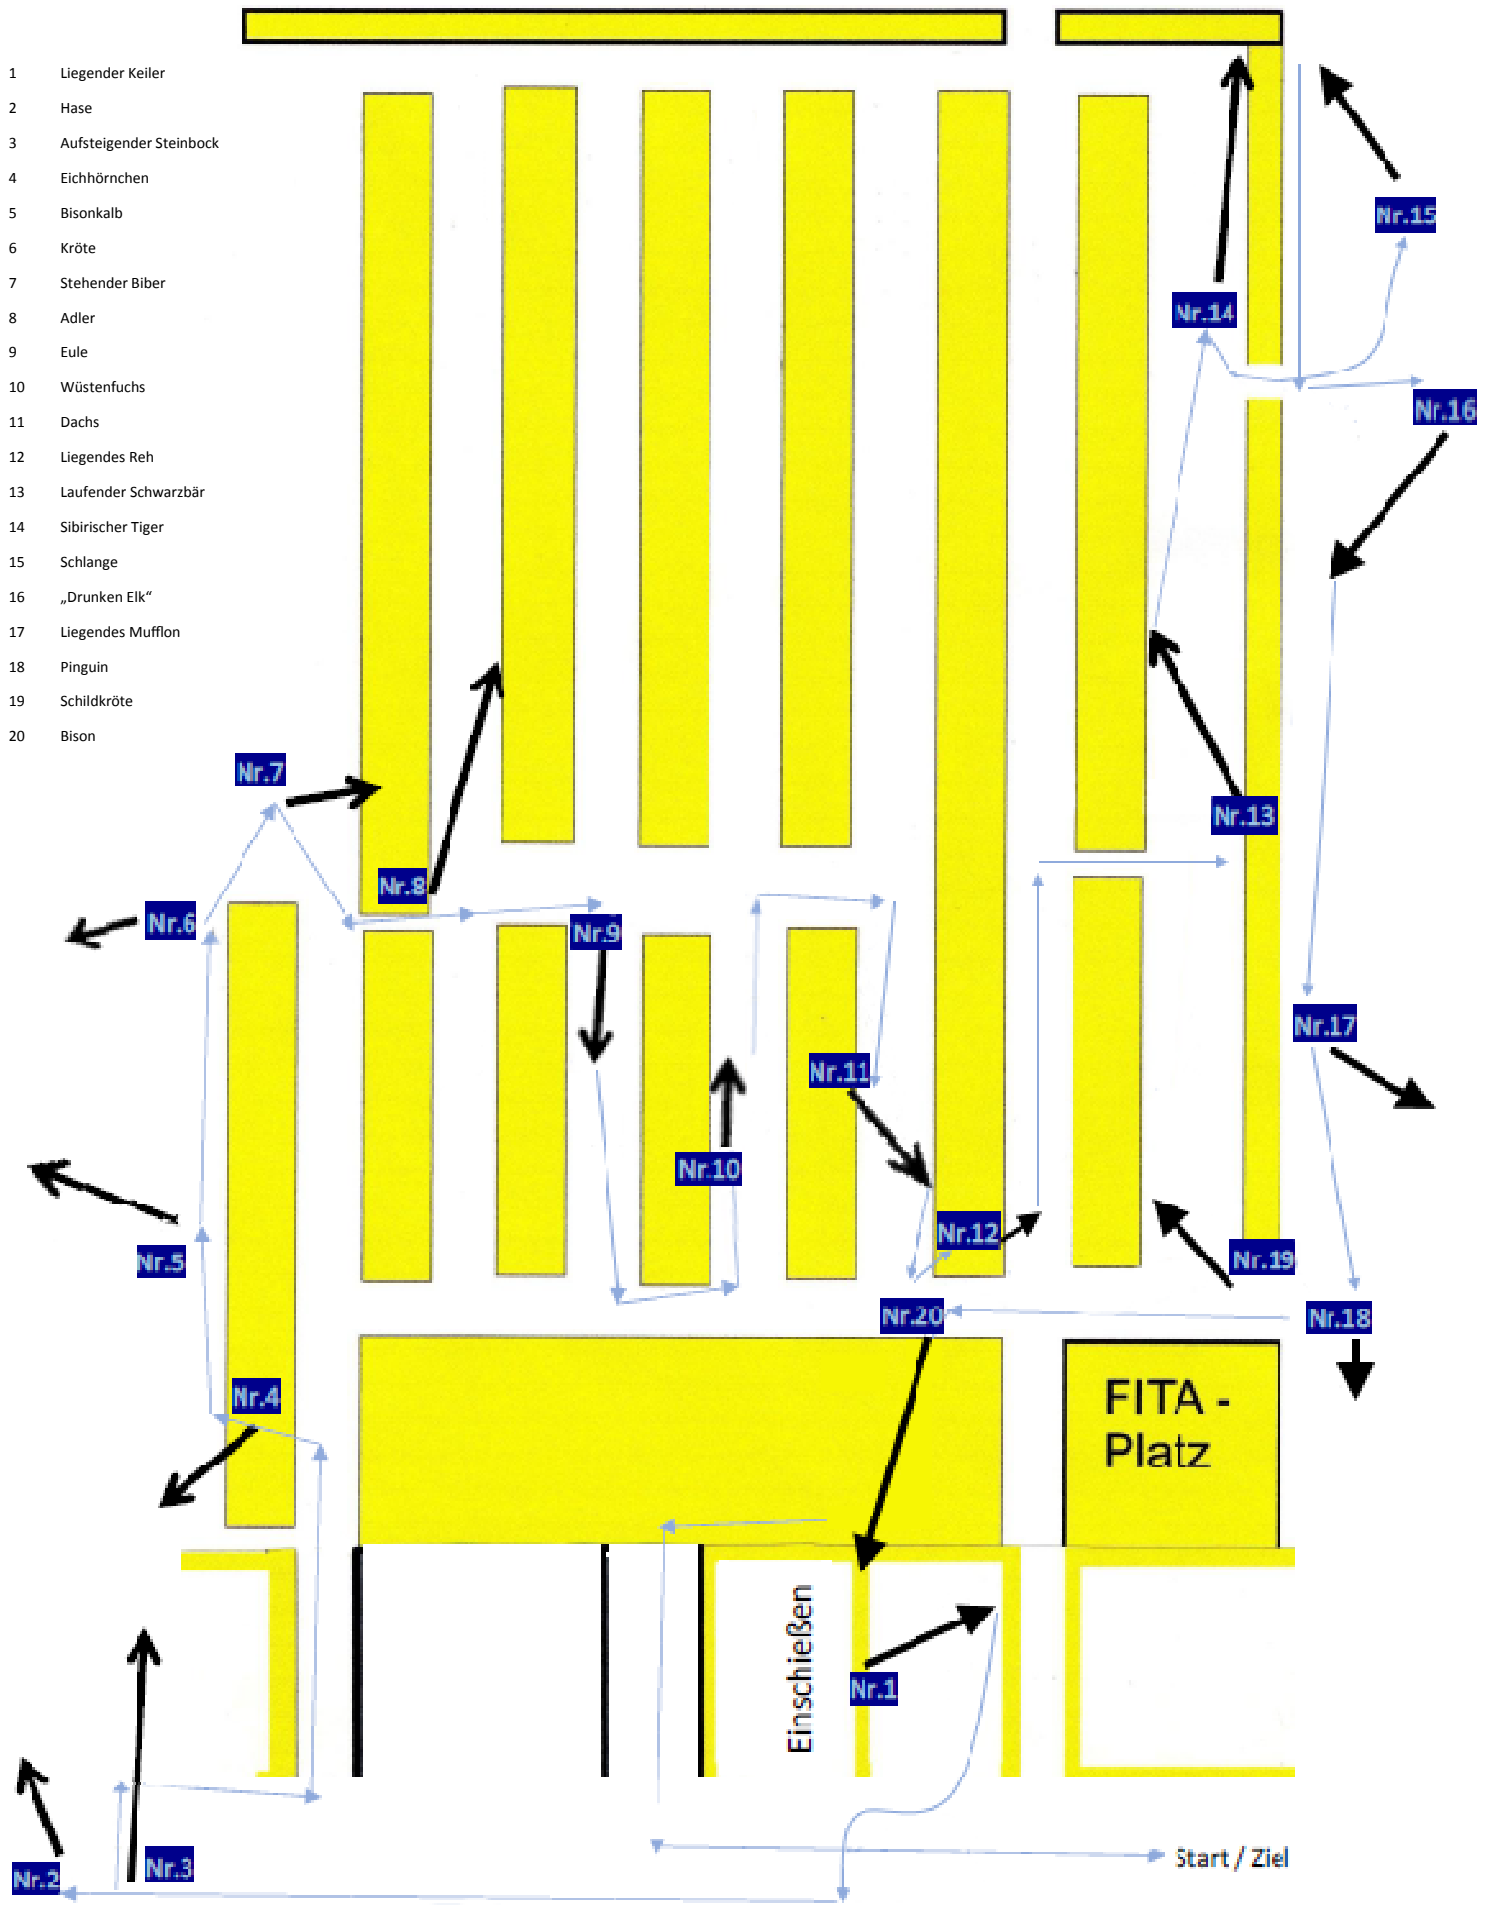 1 Liegender Keiler
2 Hase
3 Aufsteigender Steinbock
4 Eichhörnchen
5 Bisonkalb
6 Kröte
7 Stehender Biber
8 Adler
9 Eule
10 Wüstenfuchs
11 Dachs
12 Liegendes Reh
13 Laufender Schwarzbär
14 Sibirischer Tiger
15 Schlange
16 „Drunken Elk“
17 Liegendes Mufflon
18 Pinguin
19 Schildkröte
20 Bison
Nr.15
Nr.14
Nr.16
Nr.7
Nr.13
Nr.8
Nr.6
Nr.9
Nr.17
Nr.11
Nr.10
Nr.12
Nr.5
Nr.19
Nr.20
Nr.18
Nr.4
FITA -
Platz
Einschießen
Nr.1
Start / Ziel
Nr.3
Nr.2